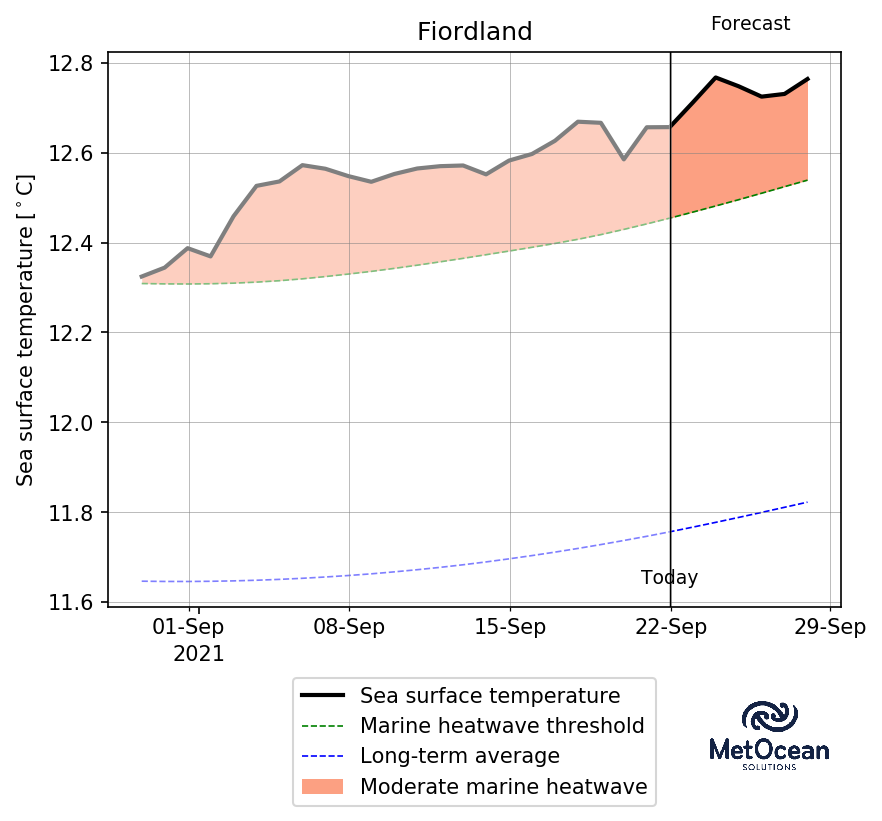 Forecast
Fiordland
Sea surface temperature [°C]
12.8
12.6
12.4
12.2
12.0
11.8
11.6
Today
01-Sep 08-Sep 15-Sep 22-Sep 29-Sep
2021
Sea surface temperature
Marine heatwave threshold
Long-term average
Moderate marine heatwave
MetOcean
SOLUTIONS